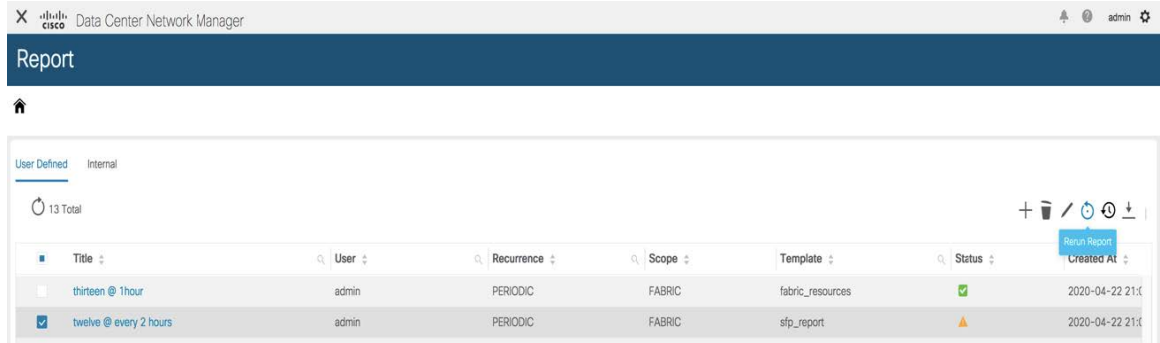 X CISCO Data Center Network Manager admin
Report
User Defined Internal
13 Total
Rerun Report
Title User Recurrence Scope Template Status Created At
thirteen @ 1hour admin PERIODIC FABRIC fabric_resources 2020-04-22 21:
twelve @ every 2 hours admin PERIODIC FABRIC sfp_report 2020-04-22 21: